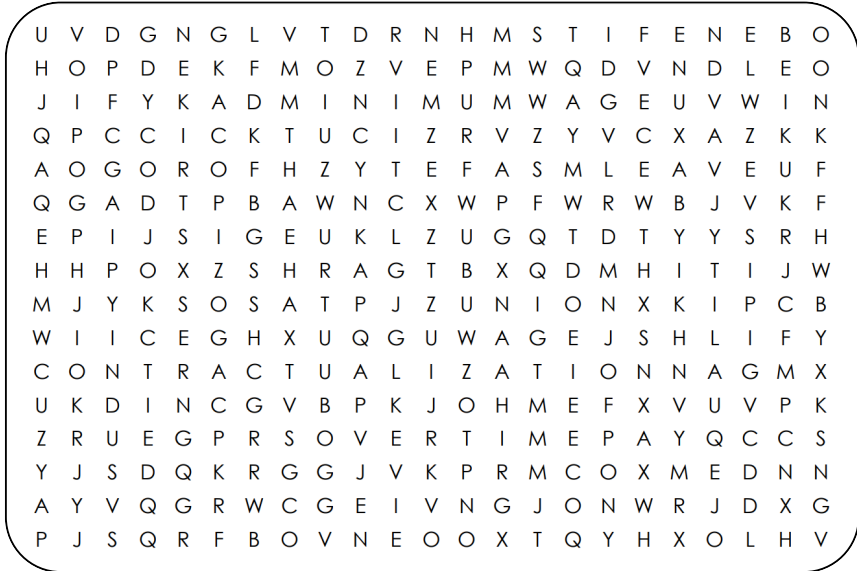 U V D G N G L V T D R N H M S T I F E N E B O
H O P D E K F M O Z V E P M W Q D V N D L E O
J I F Y K A D M I N I M U M W A G E U V W I N
Q P C C I C K T U C I Z R V Z Y V C X A Z K K
A O G O R O F H Z Y T E F A S M L E A V E U F
Q G A D T P B A W N C X W P F W R W B J V K F
E P I J S I G E U K L Z U G Q T D T Y Y S R H
H H P O X Z S H R A G T B X Q D M H I T I J W
M J Y K S O S A T P J Z U N I O N X K I P C B
W I I C E G H X U Q G U W A G E J S H L I F Y
C O N T R A C T U A L I Z A T I O N N A G M X
U K D I N C G V B P K J O H M E F X V U V P K
Z R U E G P R S O V E R T I M E P A Y Q C C S
Y J S D Q K R G G J V K P R M C O X M E D N N
A Y V Q G R W C G E I V N G J O N W R J D X G
P J S Q R F B O V N E O O X T Q Y H X O L H V